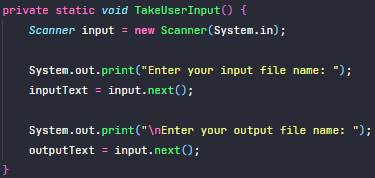 private static void TakeUserInput() {
Scanner input = new Scanner(System.in);
System.out.print("Enter your input file name: ");
inputText = input.next();
System.out.print("\nEnter your output file name: ");
outputText = input.next();
}